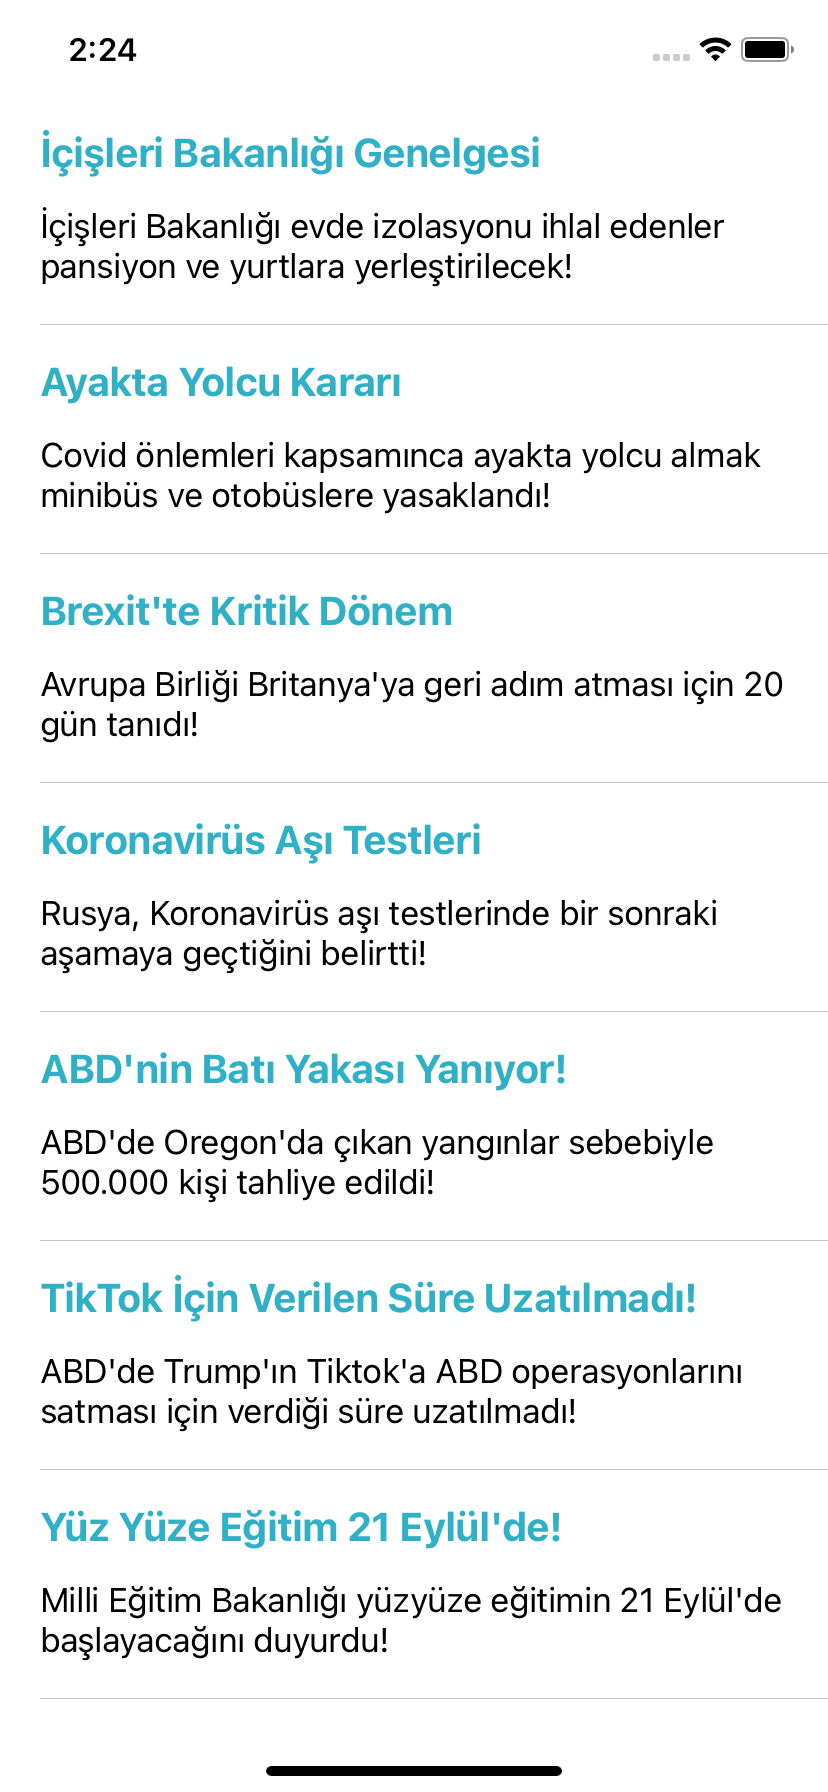 2:24
İçişleri Bakanlığı Genelgesi
İçişleri Bakanlığı evde izolasyonu ihlal edenler
pansiyon ve yurtlara yerleştirilecek!
Ayakta Yolcu Kararı
Covid önlemleri kapsamınca ayakta yolcu almak
minibüs ve otobüslere yasaklandı!
Brexit'te Kritik Dönem
Avrupa Birliği Britanya'ya geri adım atması için 20
gün tanıdı!
Koronavirüs Aşı Testleri
Rusya, Koronavirüs aşı testlerinde bir sonraki
aşamaya geçtiğini belirtti!
ABD'nin Batı Yakası Yanıyor!
ABD'de Oregon'da çıkan yangınlar sebebiyle
500.000 kişi tahliye edildi!
TikTok İçin Verilen Süre Uzatılmadı!
ABD'de Trump'ın Tiktok'a ABD operasyonlarını
satması için verdiği süre uzatılmadı!
Yüz Yüze Eğitim 21 Eylül'de!
Milli Eğitim Bakanlığı yüzyüze eğitimin 21 Eylül'de
başlayacağını duyurdu!